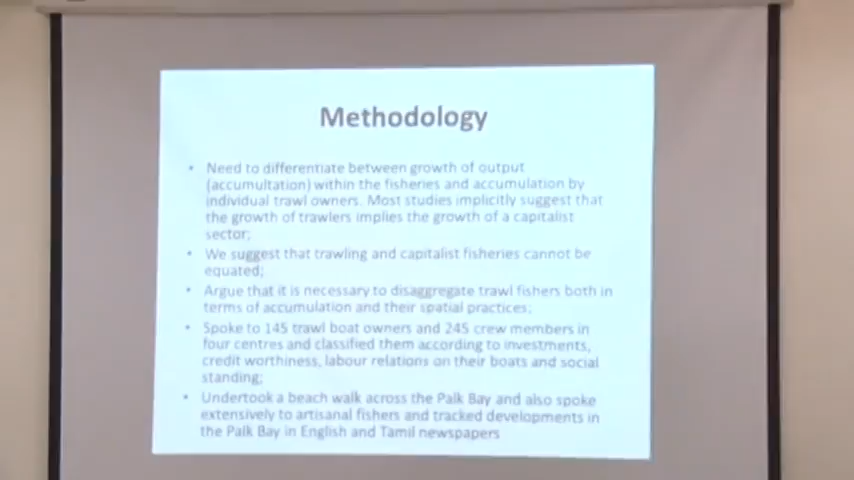 Methodology
• Need to differentiate between growth of output
(accumultation) within the fisheries and accumulation by
individual trawl owners. Most studies implicitly suggest that
the growth of trawlers implies the growth of a capitalist
sector;
• We suggest that trawling and capitalist fisheries cannot be
equated;
• Argue that it is necessary to disaggregate trawl fishers both in
terms of accumulation and their spatial practices;
• Spoke to 145 trawl boat owners and 245 crew members in
four centres and classified them according to investments,
credit worthiness, labour relations on their boats and social
standing;
• Undertook a beach walk across the Palk Bay and also spoke
extensively to artisanal fishers and tracked developments in
the Palk Bay in English and Tamil newspapers